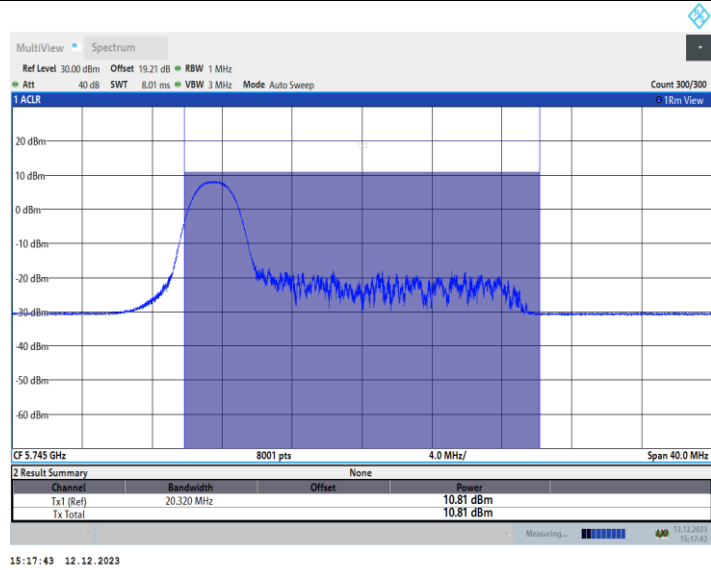 MultiView Spectrum
Ref Level 30.00 dBm Offset 19.21 dB RBW 1 MHz
Att 40 dB SWT 8.01 ms VBW 3 MHz Mode Auto Sweep Count 300/300
1 ACLR 1Rm View
20 dBm
10 dBm
0 dBm
-10 dBm
-20 dBm
-30 dBm
-40 dBm
-50 dBm
-60 dBm
CF 5.745 GHz 8001 pts 4.0 MHz/ Span 40.0 MHz
2 Result Summary None
Channel Bandwidth Offset Power
Tx1 (Ref) 20.320 MHz 10.81 dBm
Tx Total 10.81 dBm
Measuring... 12.12.2023
15:17:42
15:17:43 12.12.2023